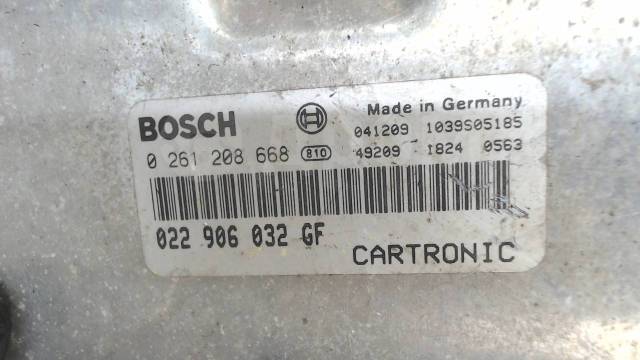 BOSCH
Made in Germany
041209 1039S05185
0 261 208 668 810 49209 1824 0563
022 906 032 GF
CARTRONIC